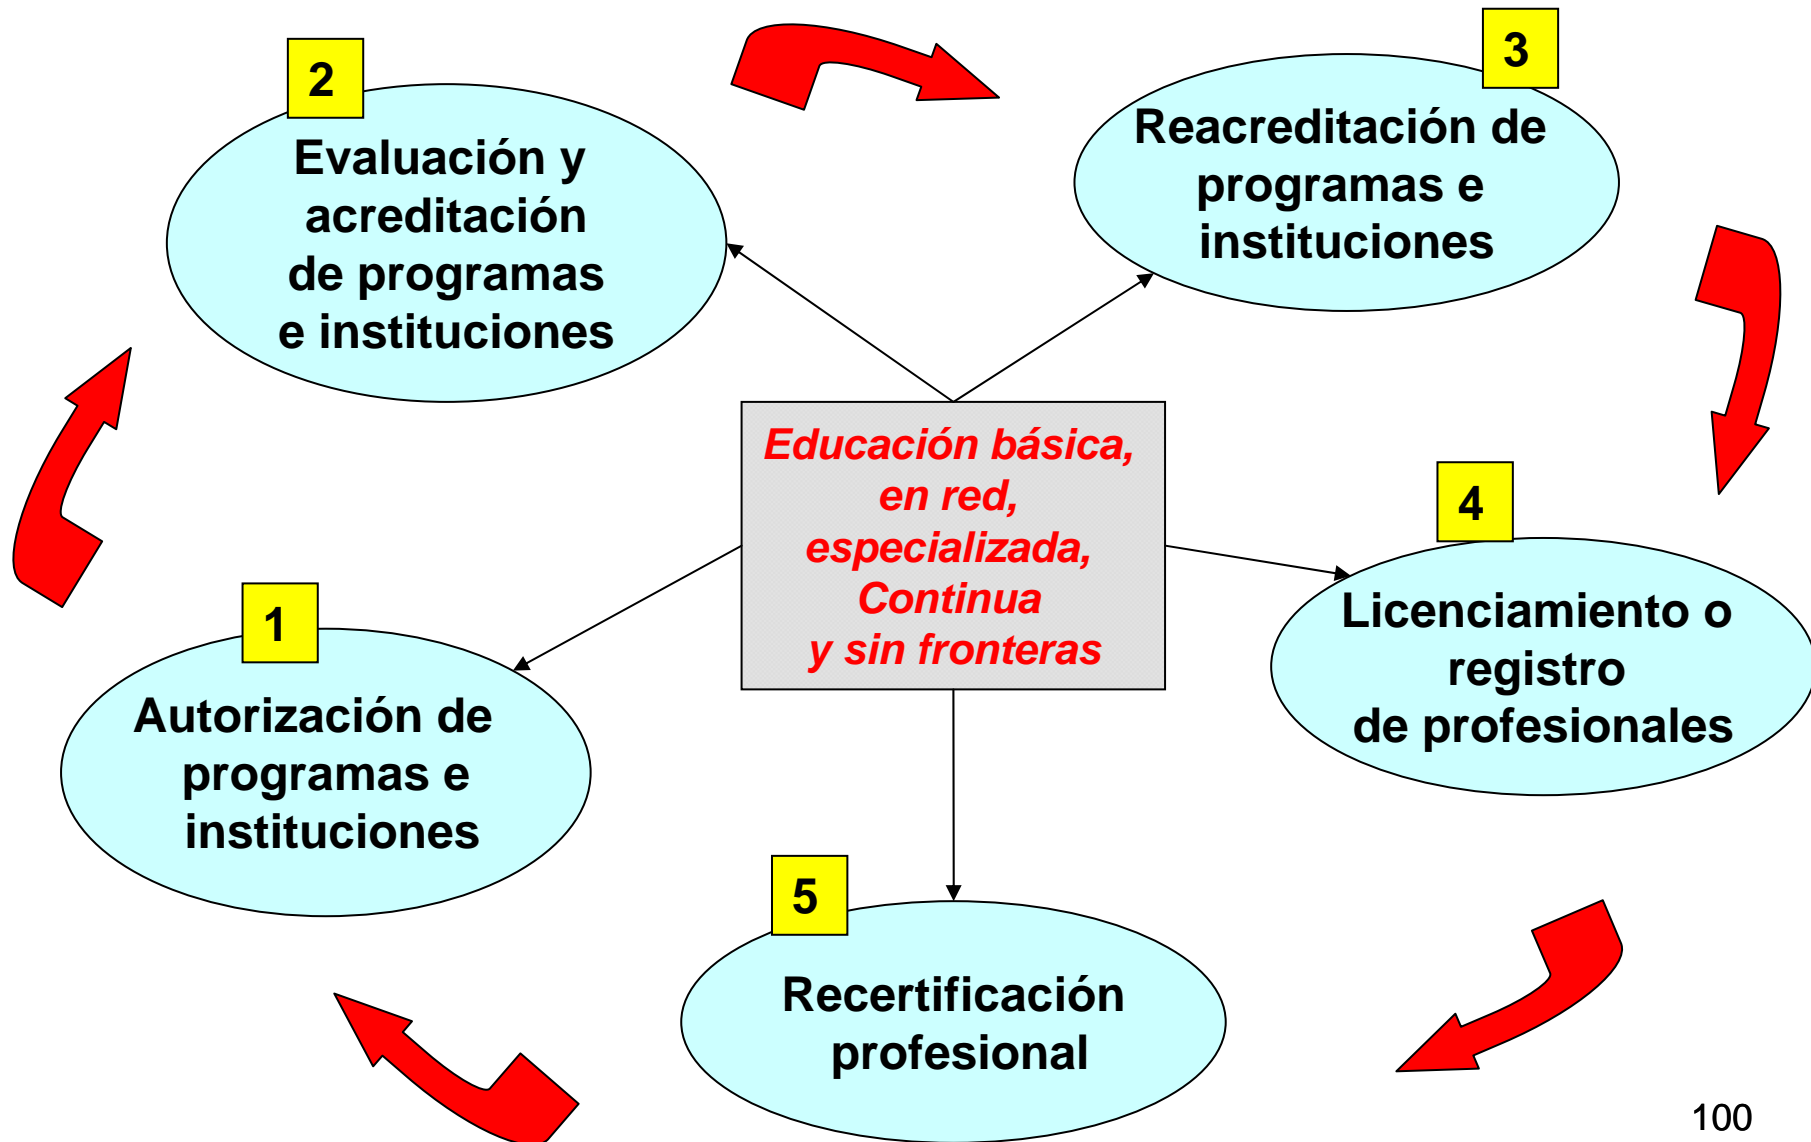 2
Evaluación y
acreditación
de programas
e instituciones
3
Reacreditación de
programas e
instituciones
Educación básica,
en red,
especializada,
Continua
y sin fronteras
4
Licenciamiento o
registro
de profesionales
1
Autorización de
programas e
instituciones
5
Recertificación
profesional
100